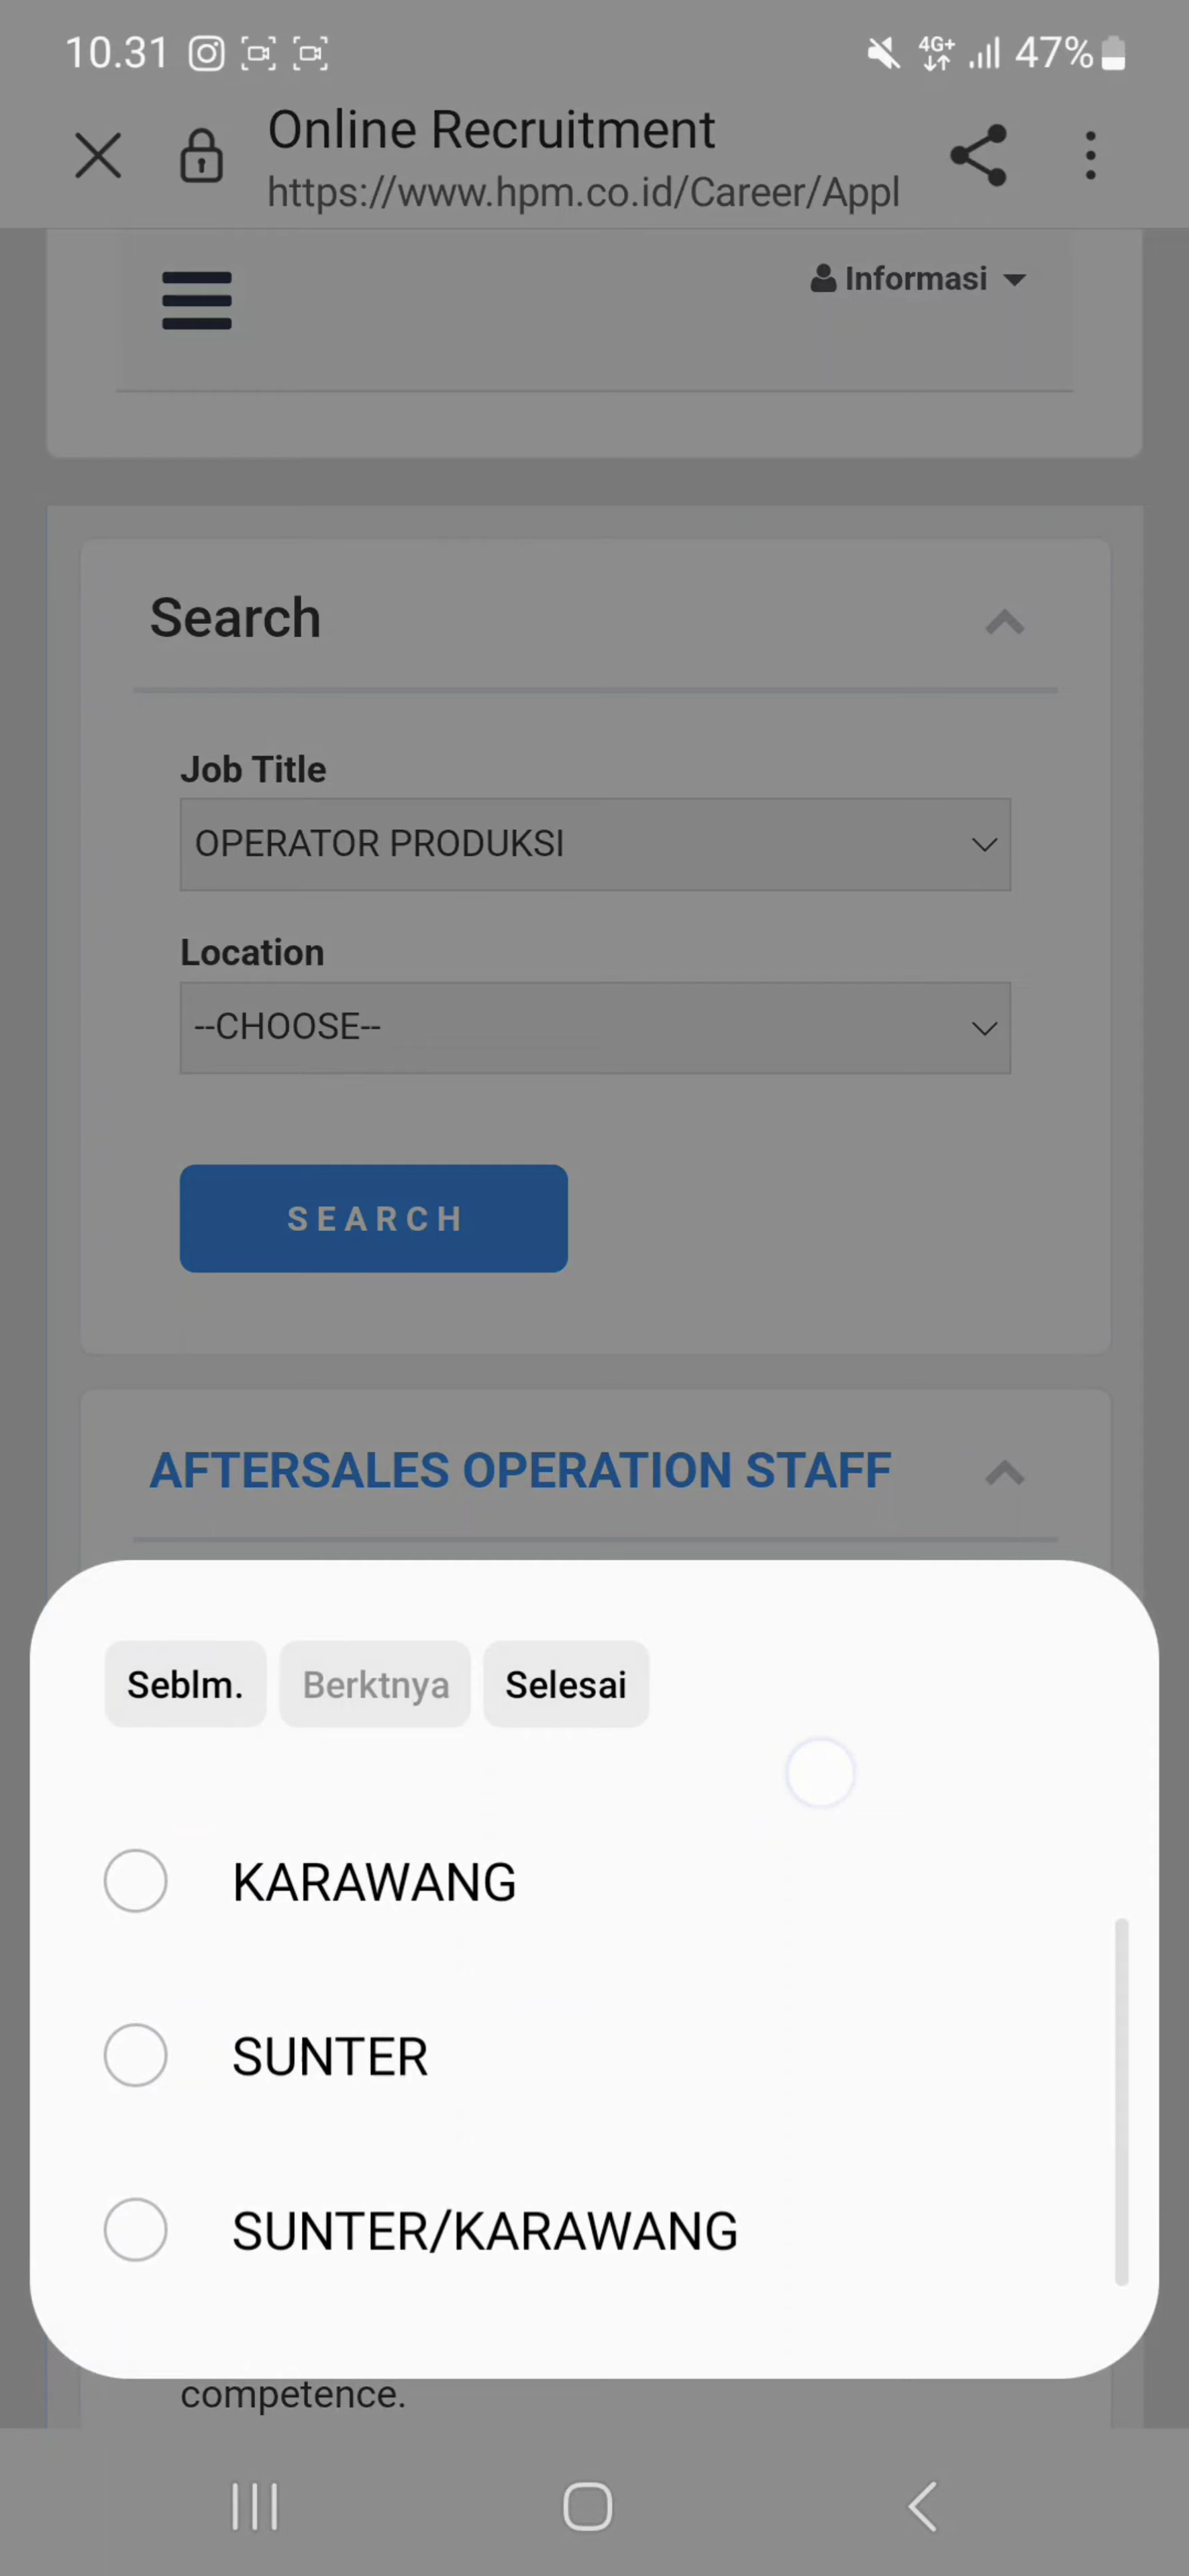 10.31
4G+ 47%
Online Recruitment
https://www.hpm.co.id/Career/Appl
Informasi
Search
Job Title
OPERATOR PRODUKSI
Location
--CHOOSE--
SEARCH
AFTERSALES OPERATION STAFF
Seblm. Berktnya Selesai
KARAWANG
SUNTER
SUNTER/KARAWANG
competence.